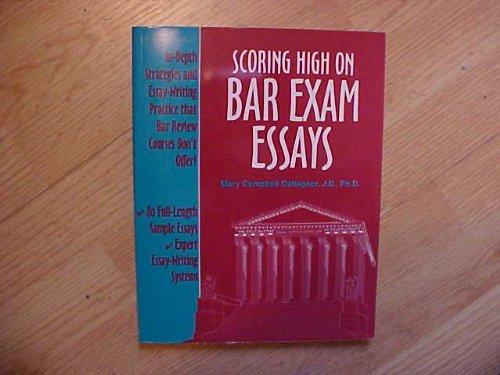 In-Depth
Strategies and
Essay-Writing
Practice that
Bar Review
Courses Don't
Offer!
✓ 80 Full-Length
Sample Essays
✓ Expert
Essay-Writing
Systems
SCORING HIGH ON
BAR EXAM
ESSAYS
Mary Campbell Gallagher, J.D., Ph.D.